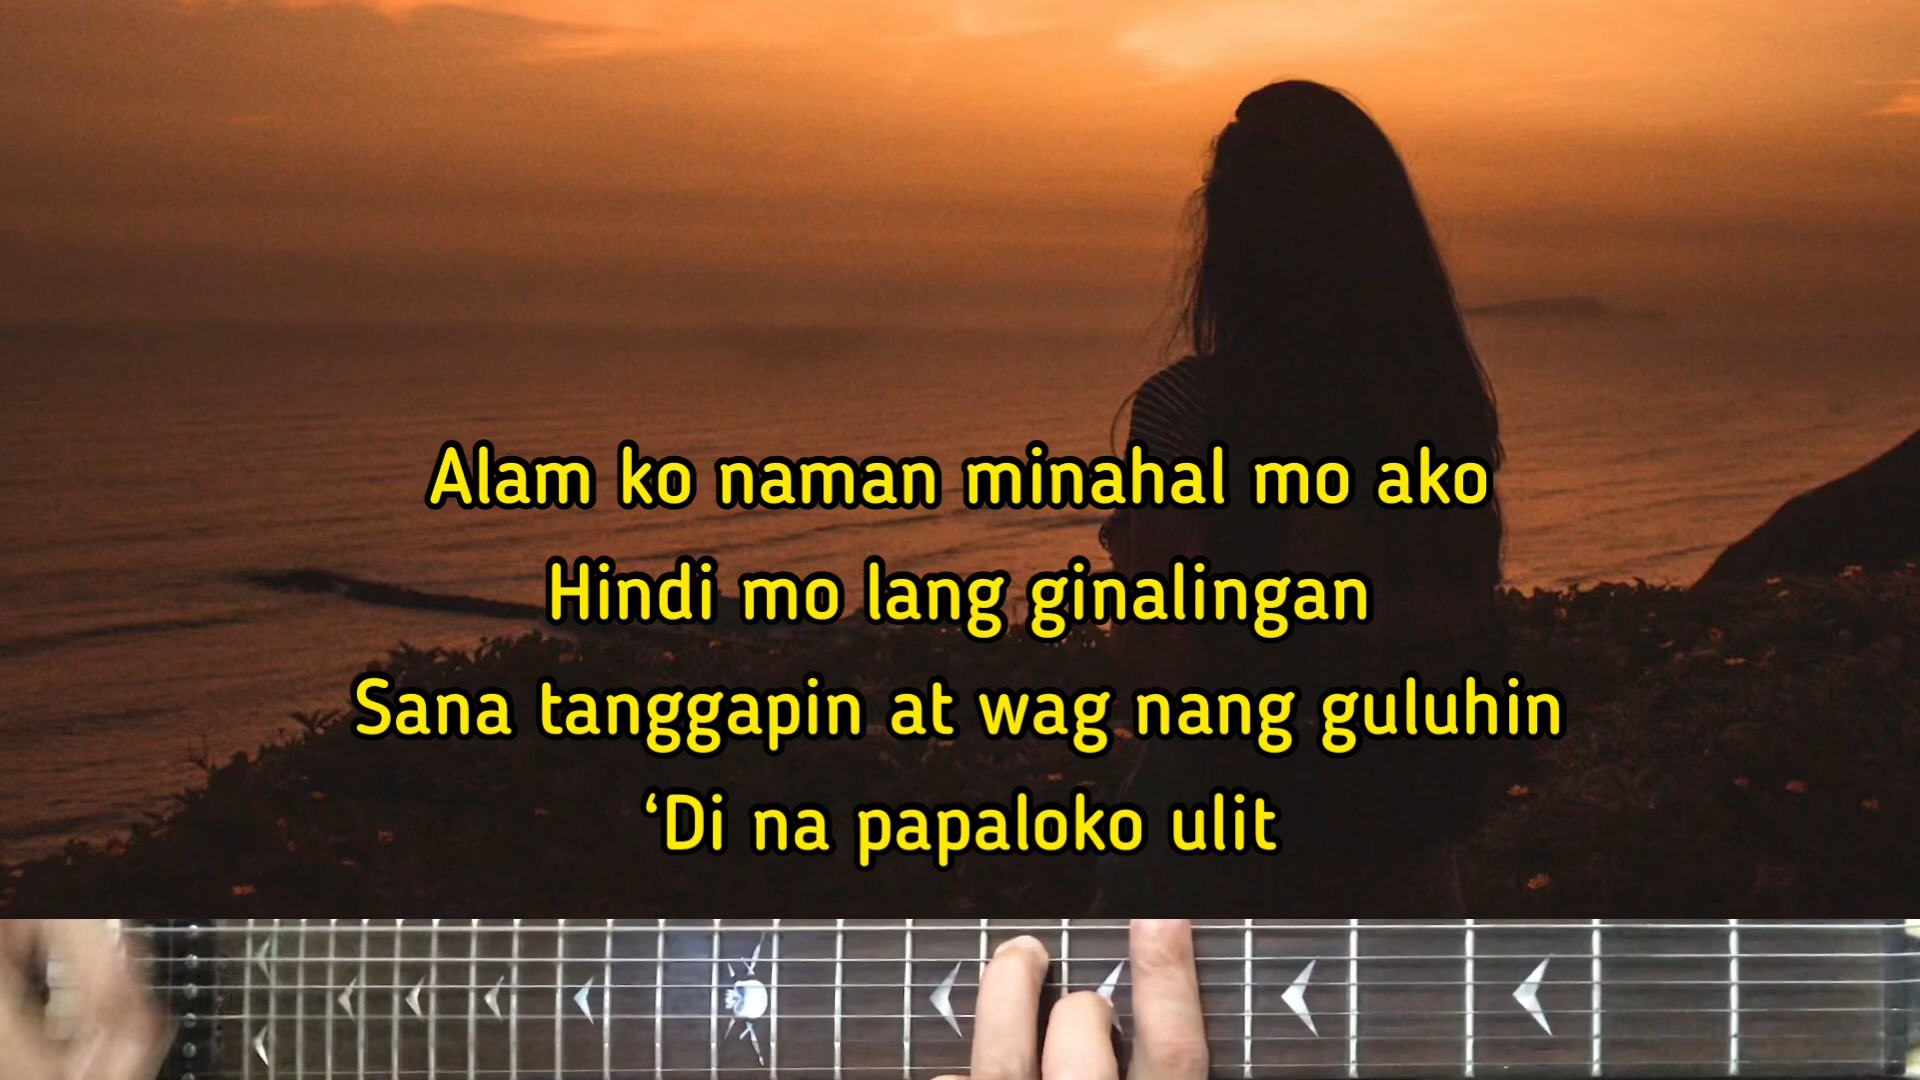 Alam ko naman minahal mo ako
Hindi mo lang ginalingan
Sana tanggapin at wag nang guluhin
‘Di na papaloko ulit